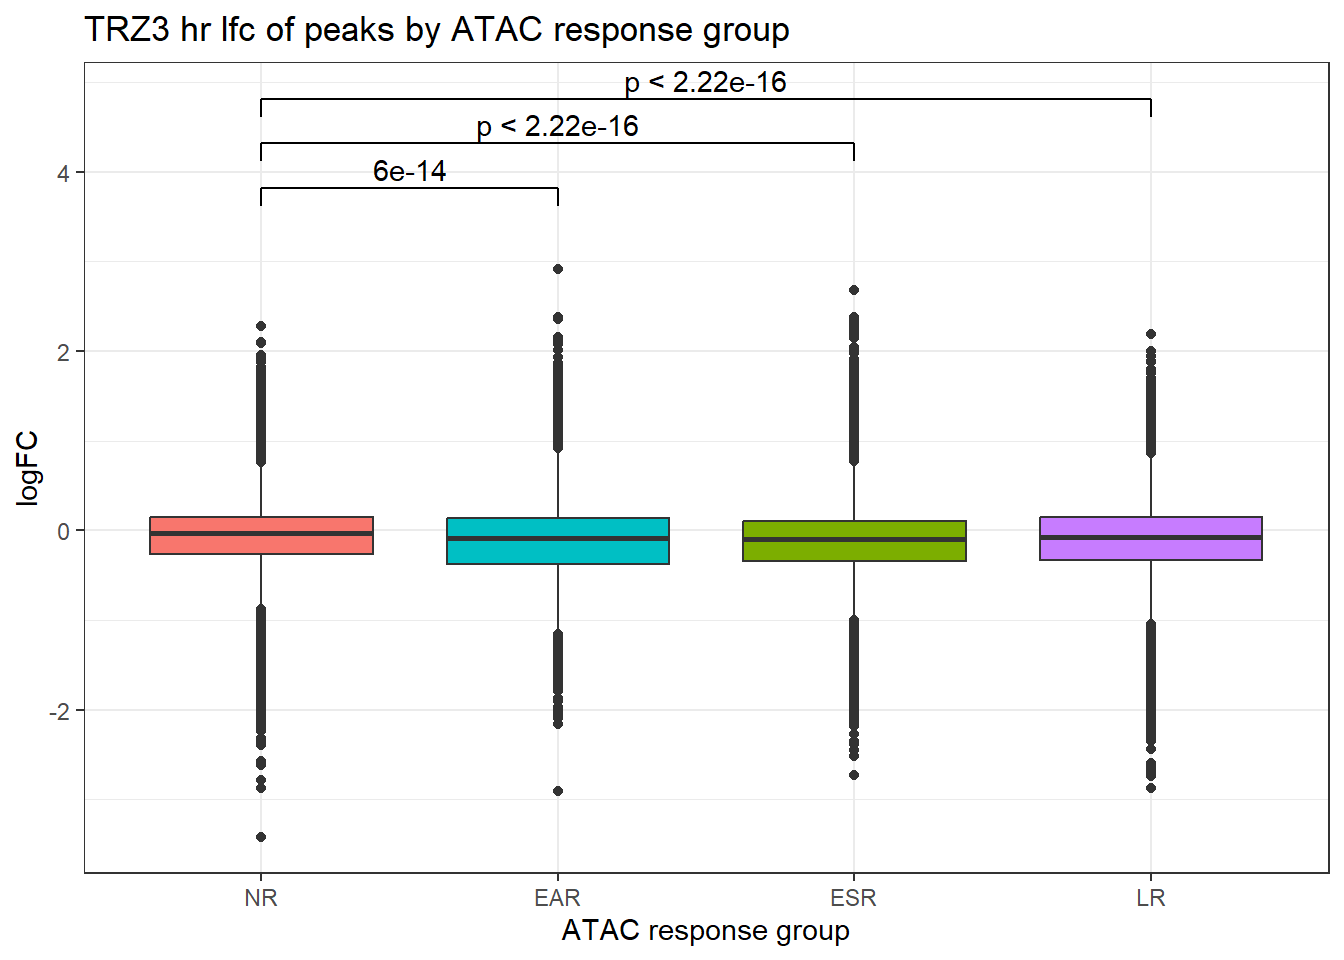 TRZ3 hr lfc of peaks by ATAC response group
p < 2.22e-16
p < 2.22e-16
6e-14
4
2
0
-2
logFC
NR EAR ESR LR
ATAC response group